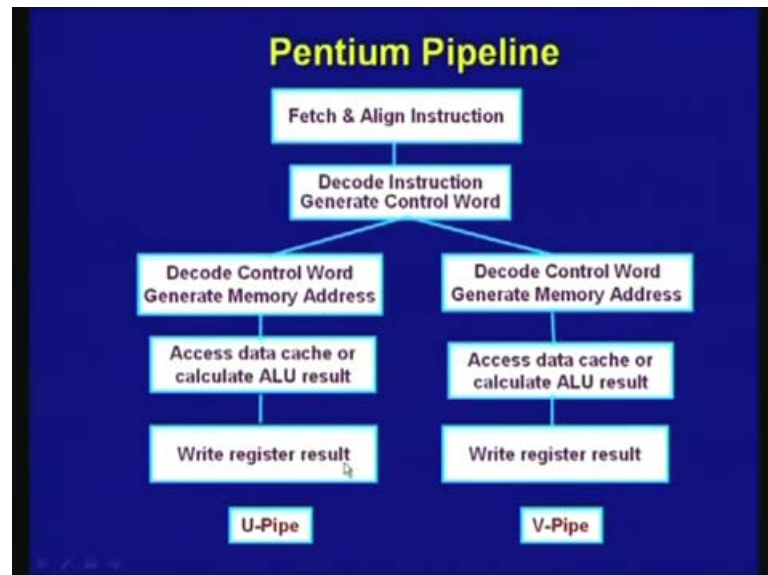 Pentium Pipeline
Fetch & Align Instruction
Decode Instruction
Generate Control Word
Decode Control Word
Generate Memory Address
Access data cache or
calculate ALU result
Write register result
U-Pipe
Decode Control Word
Generate Memory Address
Access data cache or
calculate ALU result
Write register result
V-Pipe